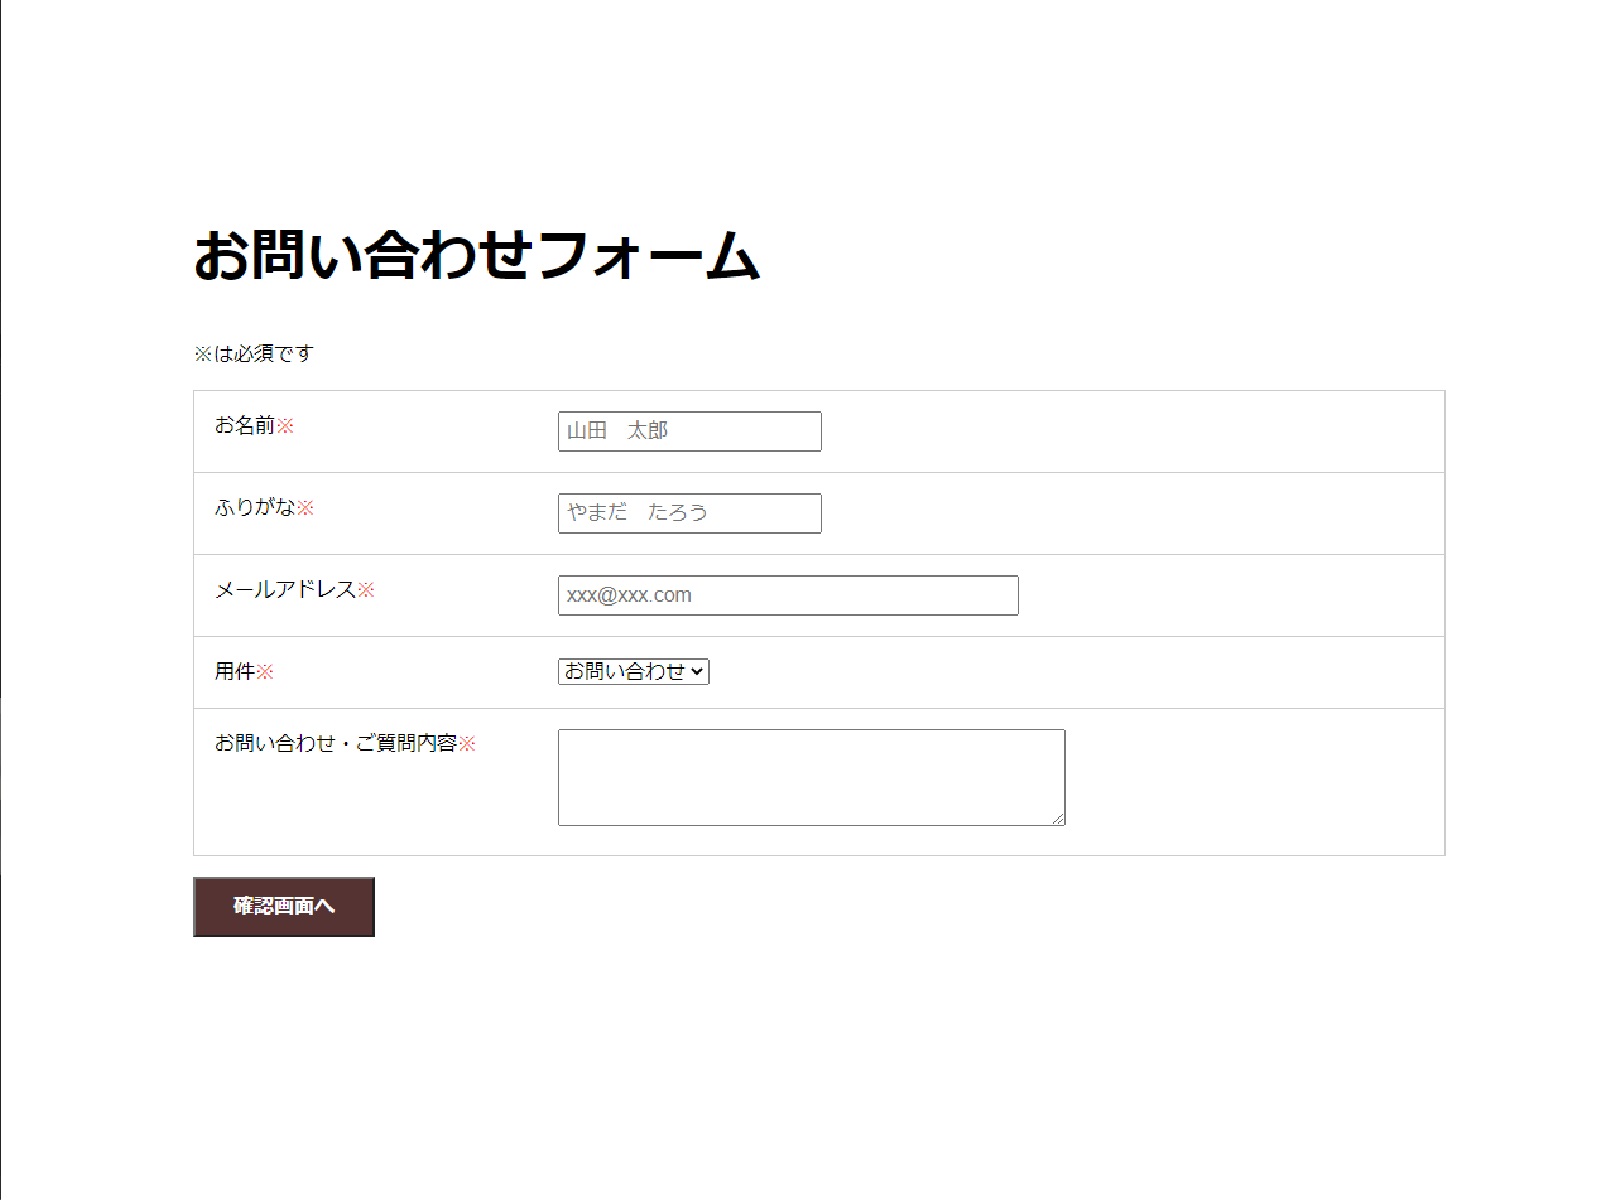 お問い合わせフォーム
※は必須です
お名前※
山田　太郎
ふりがな※
やまだ　たろう
メールアドレス※
xxx@xxx.com
用件※
お問い合わせ
お問い合わせ・ご質問内容※
確認画面へ